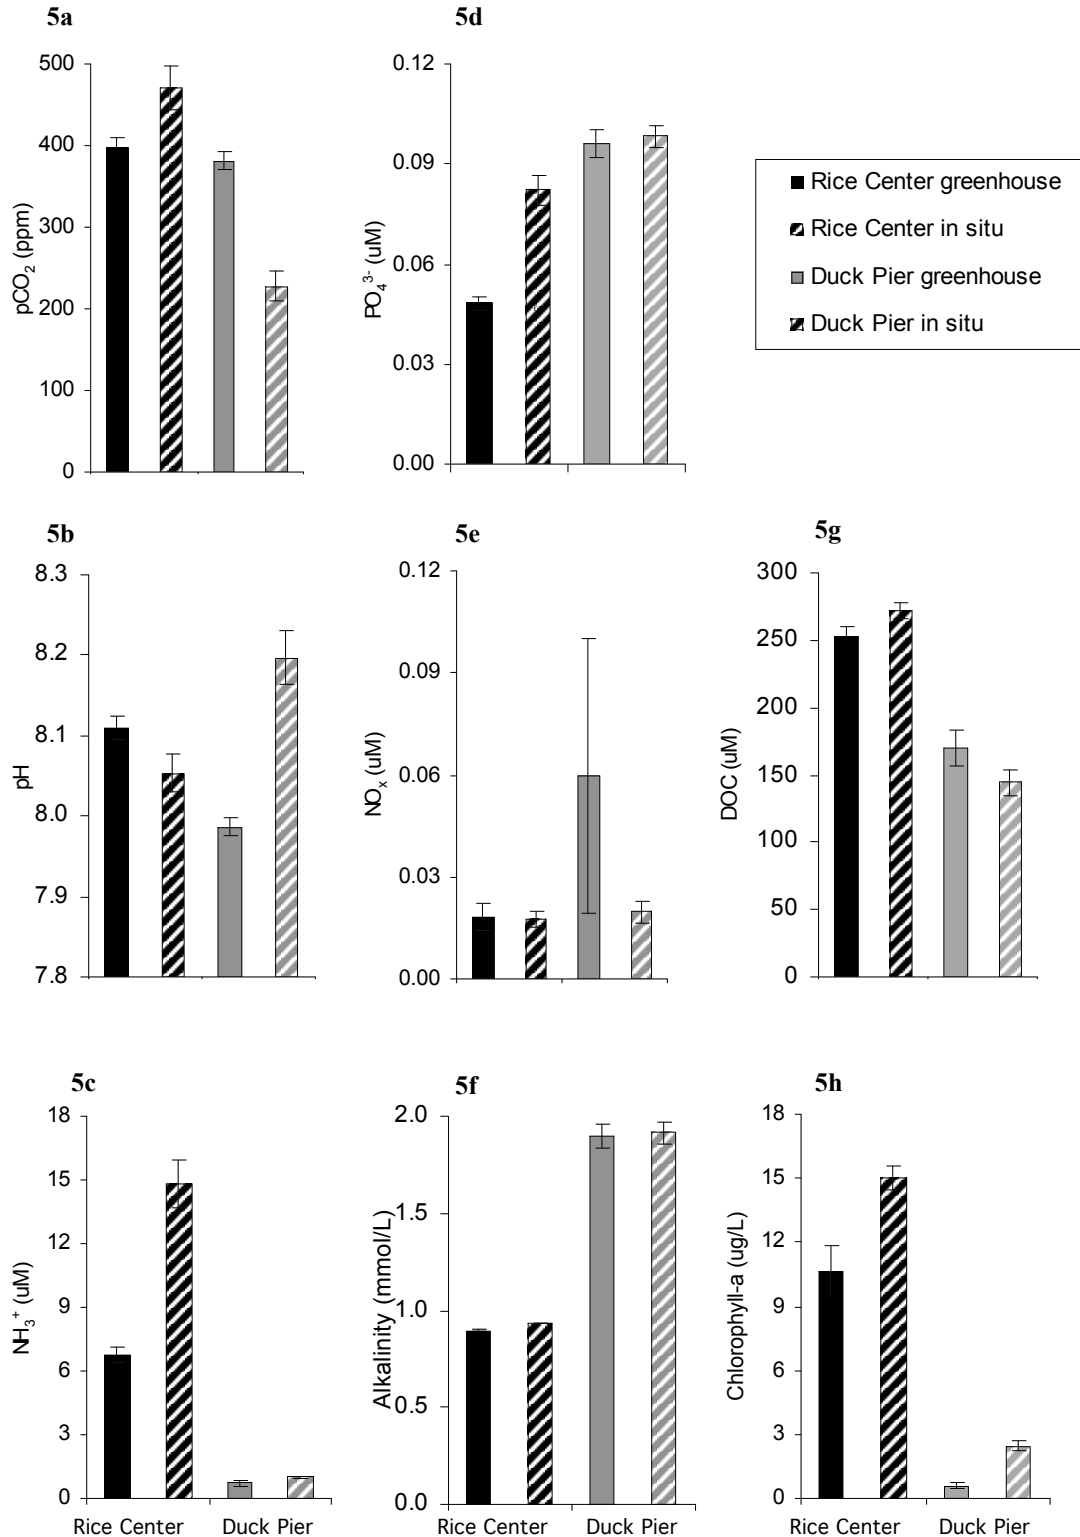 5a
500
400
300
200
100
0
pCO₂ (ppm)
5d
0.12
0.09
0.06
0.03
0.00
PO₄³⁻ (uM)
Rice Center greenhouse
Rice Center in situ
Duck Pier greenhouse
Duck Pier in situ
5b
8.3
8.2
8.1
8.0
7.9
7.8
pH
5e
0.12
0.09
0.06
0.03
0.00
NOₓ (uM)
5g
300
250
200
150
100
50
0
DOC (uM)
5c
18
15
12
9
6
3
0
NH₃⁺ (uM)
Rice Center Duck Pier
5f
2.0
1.5
1.0
0.5
0.0
Alkalinity (mmol/L)
Rice Center Duck Pier
5h
18
15
12
9
6
3
0
Chlorophyll-a (ug/L)
Rice Center Duck Pier